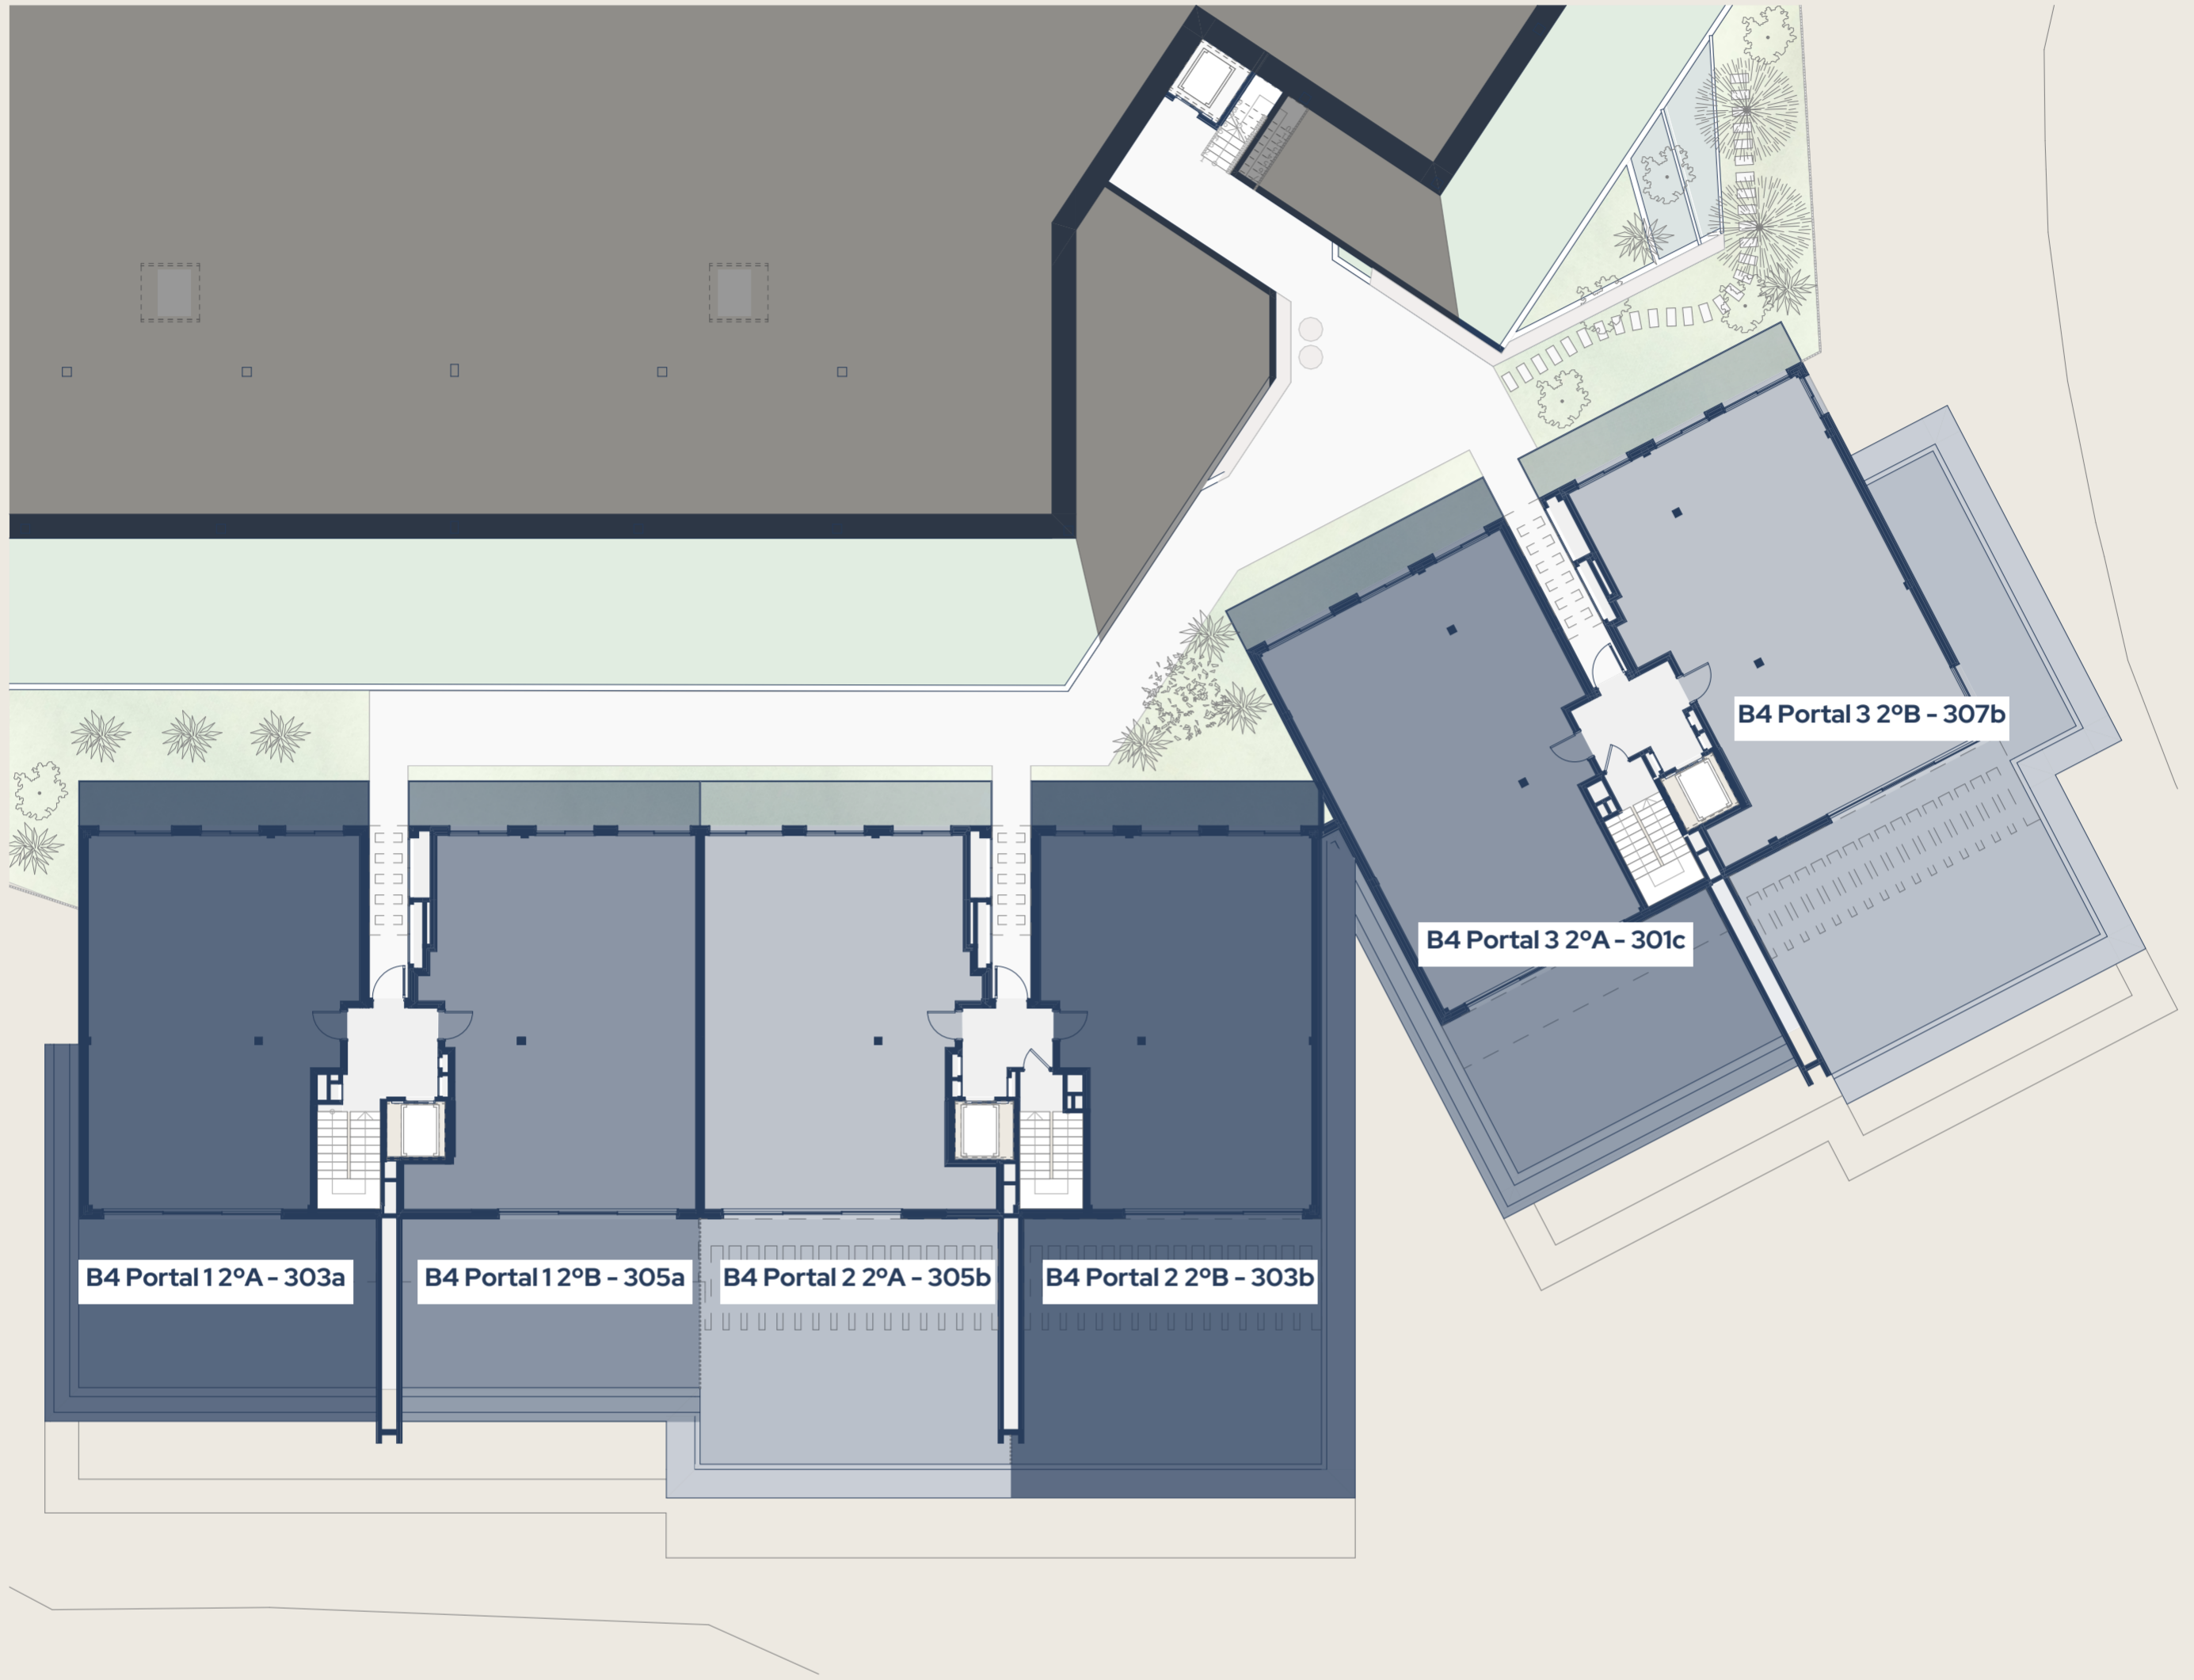 B4 Portal 3 2ºB - 307b
B4 Portal 3 2ºA - 301c
B4 Portal 1 2ºA - 303a
B4 Portal 1 2ºB - 305a
B4 Portal 2 2ºA - 305b
B4 Portal 2 2ºB - 303b